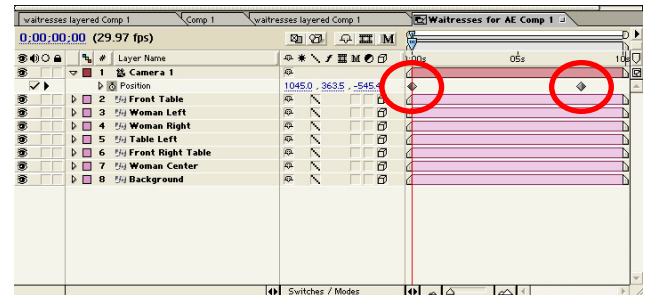 waitresses layered Comp 1 Comp 1 waitresses layered Comp 1 Waitresses for AE Comp 1
0;00;00;00 (29.97 fps) M
# Layer Name M 05s
1 Camera 1
Position 1045.0 , 363.5 , -545.4
2 Front Table
3 Woman Left
4 Woman Right
5 Table Left
6 Front Right Table
7 Woman Center
8 Background
Switches / Modes